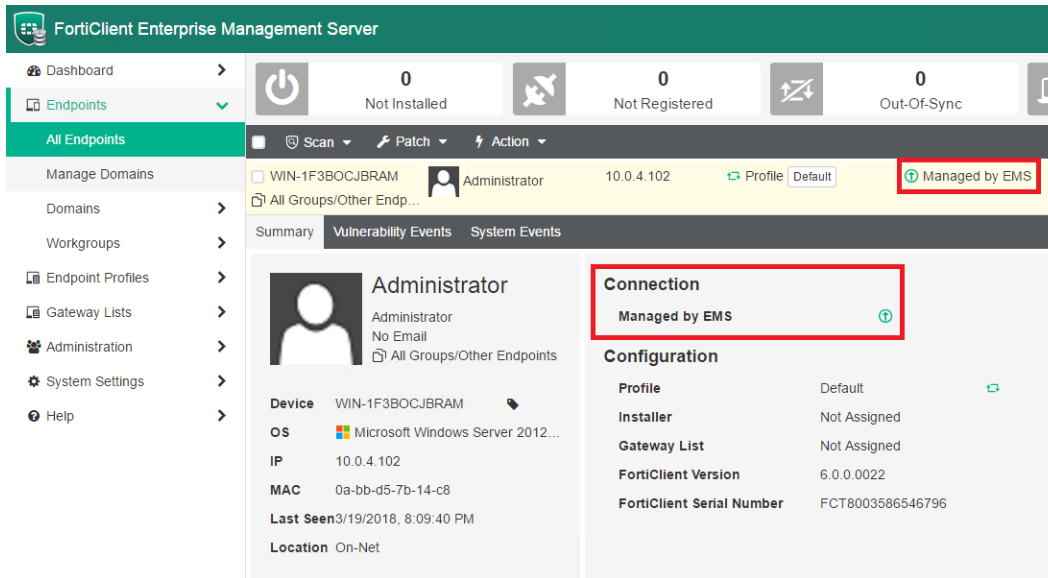 FortiClient Enterprise Management Server
Dashboard
Endpoints
All Endpoints
Manage Domains
Domains
Workgroups
Endpoint Profiles
Gateway Lists
Administration
System Settings
Help
0
Not Installed
0
Not Registered
0
Out-Of-Sync
Scan Patch Action
WIN-1F3BOCJBRAM Administrator 10.0.4.102 Profile Default Managed by EMS
All Groups/Other Endp...
Summary Vulnerability Events System Events
Administrator
Administrator
No Email
All Groups/Other Endpoints
Device WIN-1F3BOCJBRAM
OS Microsoft Windows Server 2012...
IP 10.0.4.102
MAC 0a-bb-d5-7b-14-c8
Last Seen3/19/2018, 8:09:40 PM
Location On-Net
Connection
Managed by EMS
Configuration
Profile Default
Installer Not Assigned
Gateway List Not Assigned
FortiClient Version 6.0.0.0022
FortiClient Serial Number FCT8003586546796